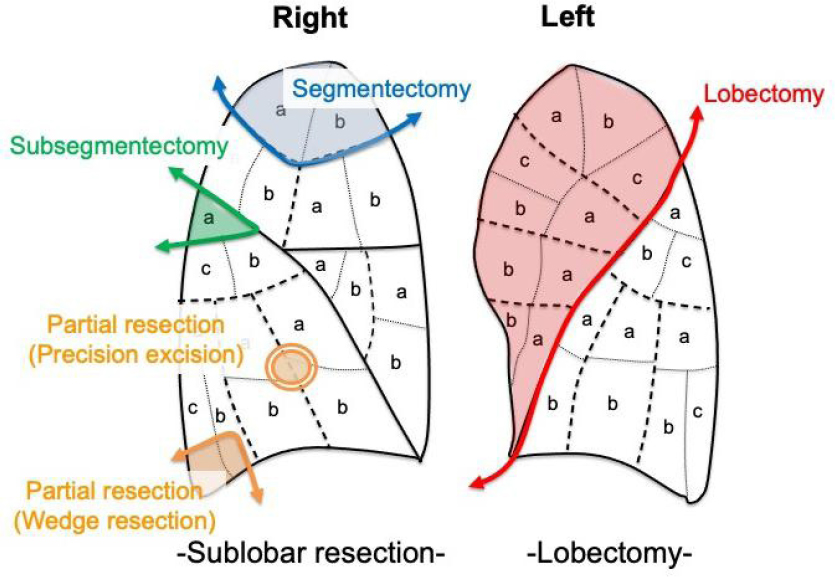 Right
Left
Segmentectomy
Lobectomy
Subsegmentectomy
a
b
a
b
c
c
b
a
b
a
b
a
b
a
a
c
b
a
b
c
b
a
b
a
b
a
a
a
a
Partial resection
(Precision excision)
a
b
c
b
b
b
b
b
b
c
Partial resection
(Wedge resection)
-Sublobar resection-
-Lobectomy-